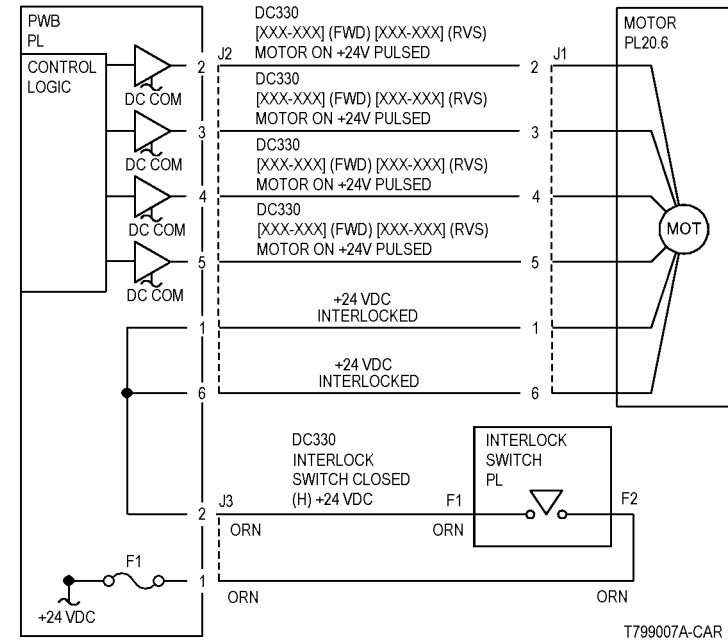 PWB
PL
CONTROL
LOGIC
DC COM
DC COM
DC COM
DC COM
2 J2
3
4
5
1
6
DC330
[XXX-XXX] (FWD) [XXX-XXX] (RVS)
MOTOR ON +24V PULSED
DC330
[XXX-XXX] (FWD) [XXX-XXX] (RVS)
MOTOR ON +24V PULSED
DC330
[XXX-XXX] (FWD) [XXX-XXX] (RVS)
MOTOR ON +24V PULSED
DC330
[XXX-XXX] (FWD) [XXX-XXX] (RVS)
MOTOR ON +24V PULSED
+24 VDC
INTERLOCKED
+24 VDC
INTERLOCKED
2 J1
3
4
5
1
6
MOTOR
PL20.6
MOT
DC330
INTERLOCK
SWITCH CLOSED
(H) +24 VDC
2 J3
ORN
F1
ORN
INTERLOCK
SWITCH
PL
F2
F1
1
ORN
ORN
+24 VDC
T799007A-CAR